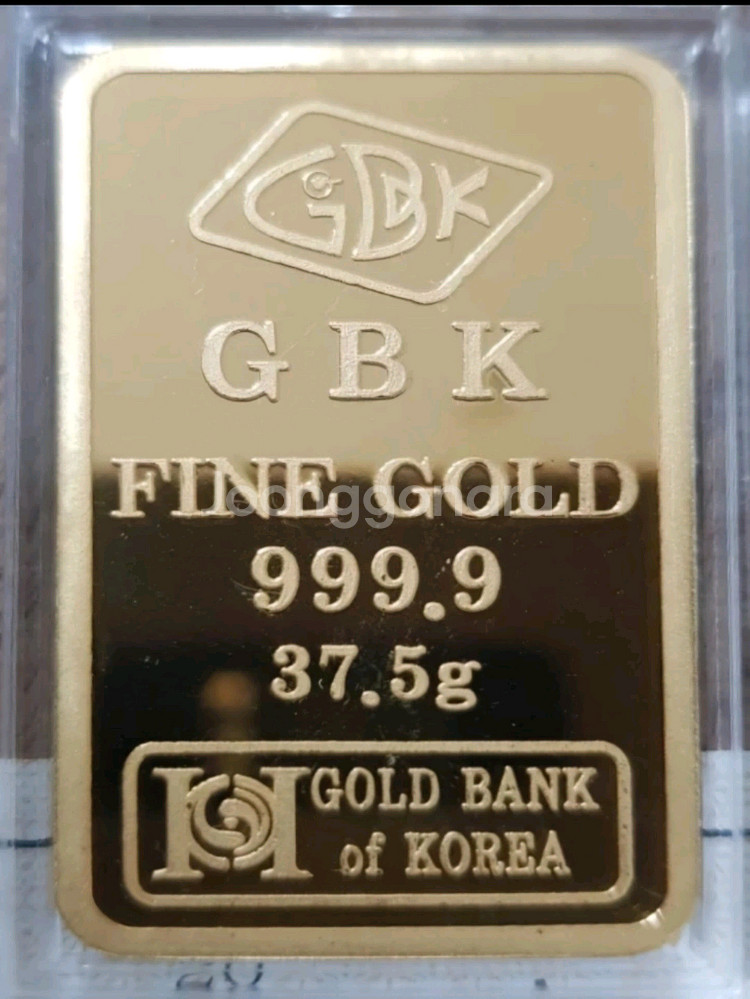 GBK
G B K
FINE GOLD
999.9
37.5g
GOLD BANK
of KOREA